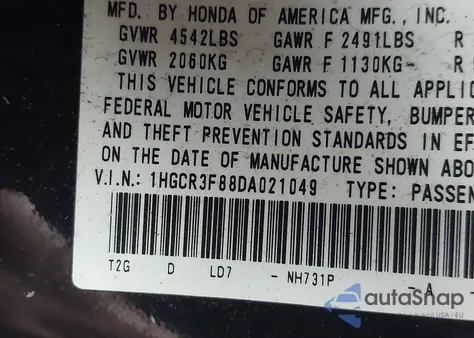 MFD. BY HONDA OF AMERICA MFG., INC.
GVWR 4542LBS GAWR F 2491LBS R
GVWR 2060KG GAWR F 1130KG- R
THIS VEHICLE CONFORMS TO ALL APPLIC
FEDERAL MOTOR VEHICLE SAFETY, BUMPER
AND THEFT PREVENTION STANDARDS IN EF
ON THE DATE OF MANUFACTURE SHOWN ABO
V.I.N.: 1HGCR3F88DA021049 TYPE: PASSEN
T2G D LD7 - NH731P - A -
autoSnap